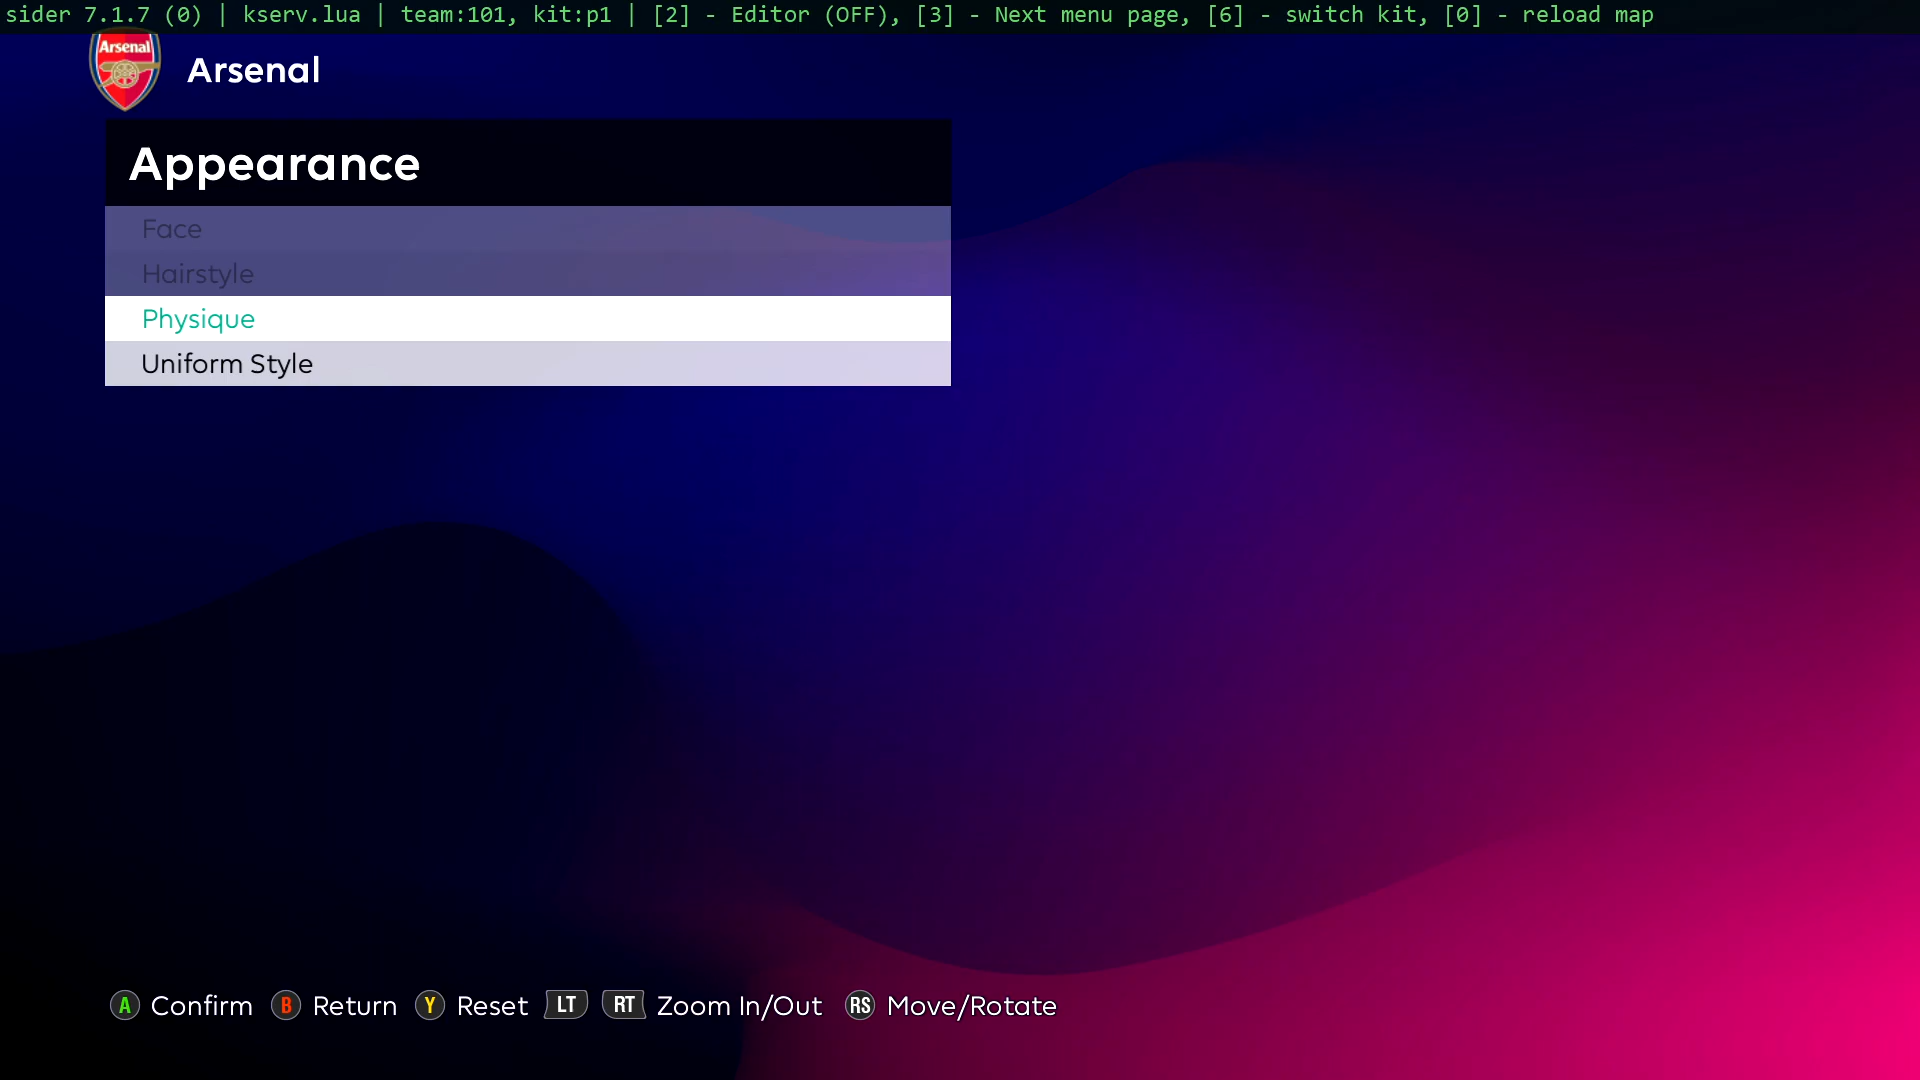 sider 7.1.7 (0) | kserv.lua | team:101, kit:p1 | [2] - Editor (OFF), [3] - Next menu page, [6] - switch kit, [0] - reload map
Arsenal
Arsenal
Appearance
Face
Hairstyle
Physique
Uniform Style
A Confirm B Return Y Reset LT RT Zoom In/Out RS Move/Rotate